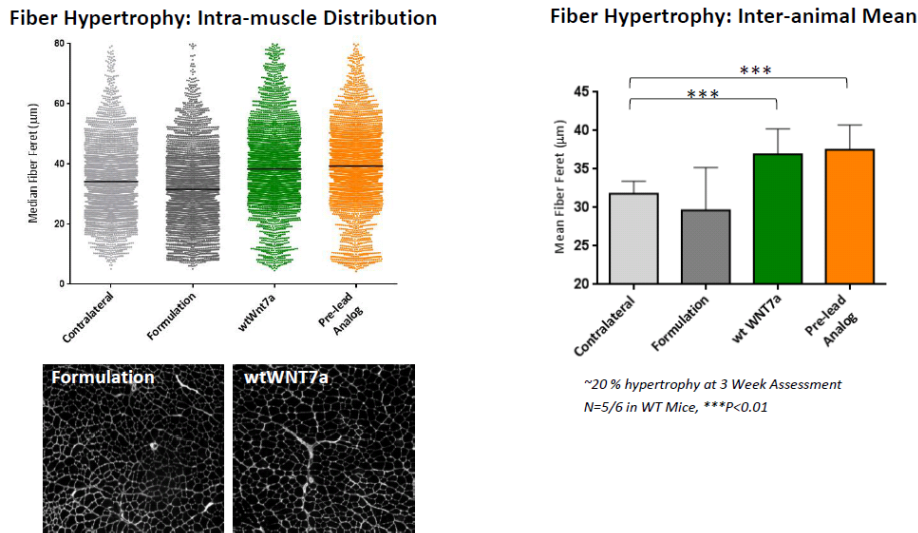 Fiber Hypertrophy: Intra-muscle Distribution
Median Fiber Feret (µm)
80
60
40
20
0
Contralateral
Formulation
wtWnt7a
Pre-lead
Analog
Formulation
wtWNT7a
Fiber Hypertrophy: Inter-animal Mean
***
***
Mean Fiber Feret (µm)
45
40
35
30
25
20
Contralateral
Formulation
wt WNT7a
Pre-lead
Analog
~20 % hypertrophy at 3 Week Assessment
N=5/6 in WT Mice, ***P<0.01